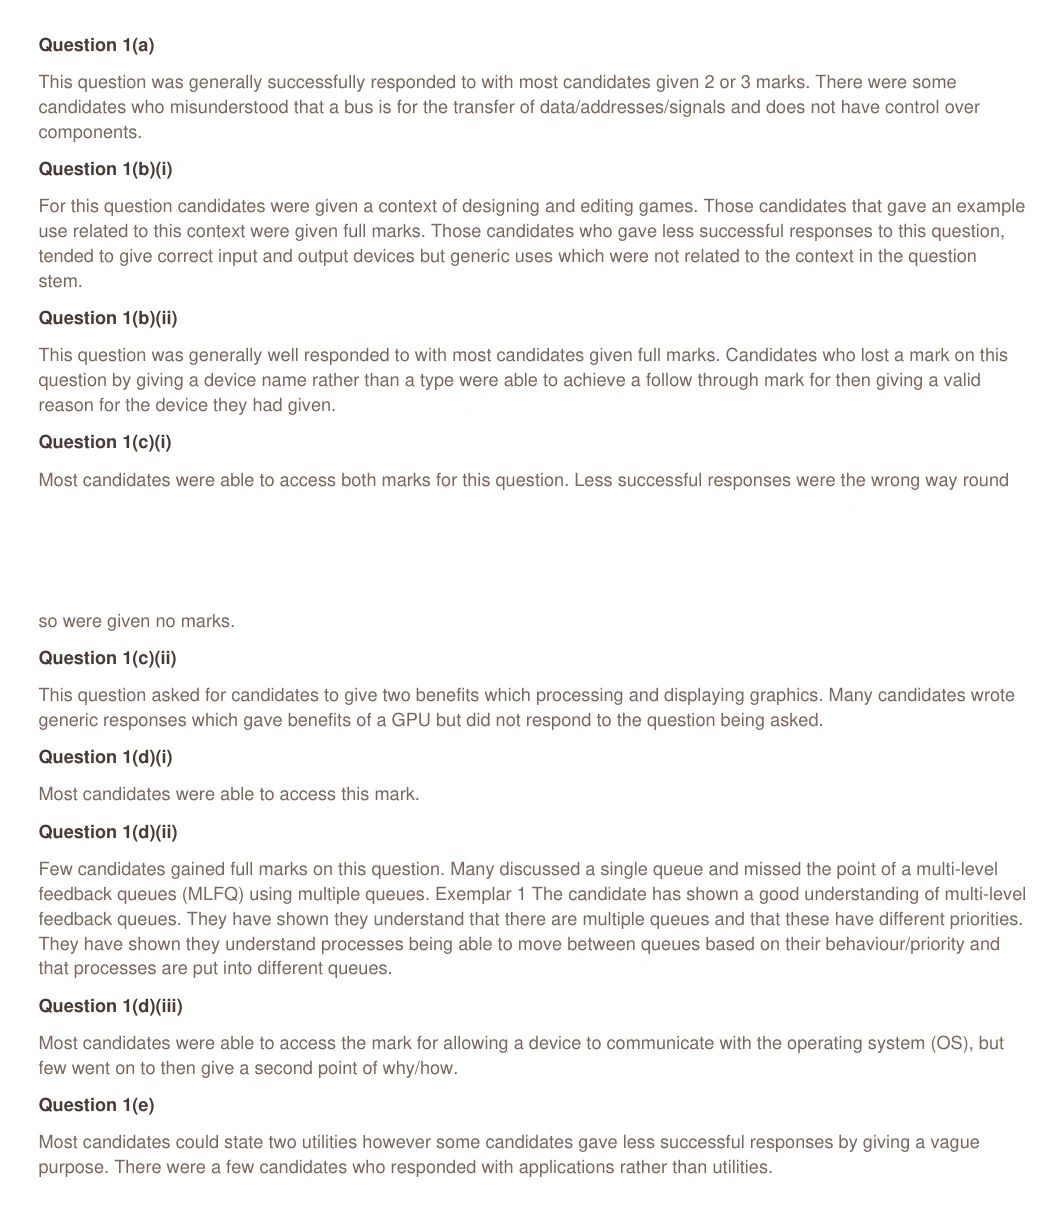 Question 1(a)
This question was generally successfully responded to with most candidates given 2 or 3 marks. There were some
candidates who misunderstood that a bus is for the transfer of data/addresses/signals and does not have control over
components.
Question 1(b)(i)
For this question candidates were given a context of designing and editing games. Those candidates that gave an example
use related to this context were given full marks. Those candidates who gave less successful responses to this question,
tended to give correct input and output devices but generic uses which were not related to the context in the question
stem.
Question 1(b)(ii)
This question was generally well responded to with most candidates given full marks. Candidates who lost a mark on this
question by giving a device name rather than a type were able to achieve a follow through mark for then giving a valid
reason for the device they had given.
Question 1(c)(i)
Most candidates were able to access both marks for this question. Less successful responses were the wrong way round
so were given no marks.
Question 1(c)(ii)
This question asked for candidates to give two benefits which processing and displaying graphics. Many candidates wrote
generic responses which gave benefits of a GPU but did not respond to the question being asked.
Question 1(d)(i)
Most candidates were able to access this mark.
Question 1(d)(ii)
Few candidates gained full marks on this question. Many discussed a single queue and missed the point of a multi-level
feedback queues (MLFQ) using multiple queues. Exemplar 1 The candidate has shown a good understanding of multi-level
feedback queues. They have shown they understand that there are multiple queues and that these have different priorities.
They have shown they understand processes being able to move between queues based on their behaviour/priority and
that processes are put into different queues.
Question 1(d)(iii)
Most candidates were able to access the mark for allowing a device to communicate with the operating system (OS), but
few went on to then give a second point of why/how.
Question 1(e)
Most candidates could state two utilities however some candidates gave less successful responses by giving a vague
purpose. There were a few candidates who responded with applications rather than utilities.